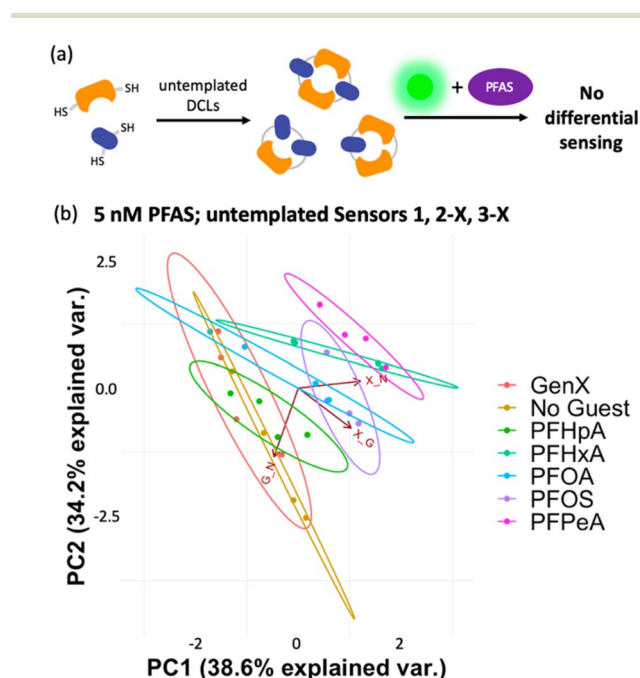 (a)
SH
HS
SH
HS
untemplated
DCLs
+
PFAS
No
differential
sensing
(b) 5 nM PFAS; untemplated Sensors 1, 2-X, 3-X
PC2 (34.2% explained var.)
2.5
0.0
-2.5
X_N
X_G
G_N
-2
0
2
PC1 (38.6% explained var.)
GenX
No Guest
PFHpA
PFHxA
PFOA
PFOS
PFPeA